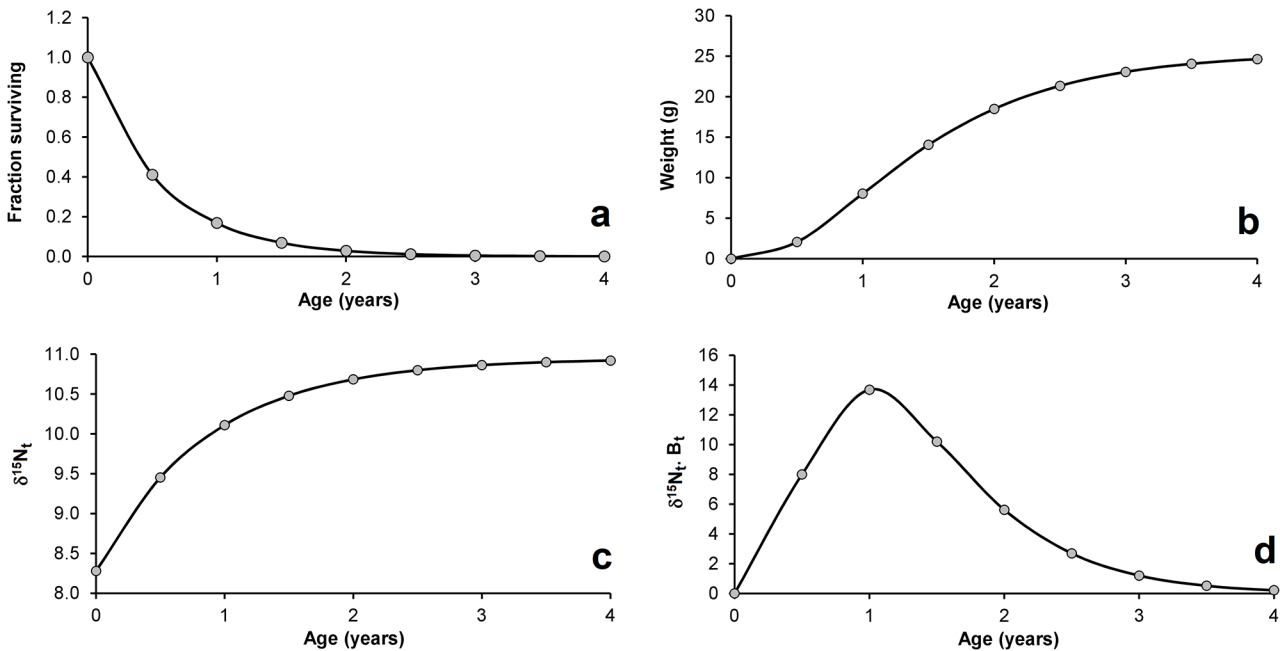 1.2
1.0
0.8
0.6
0.4
0.2
0.0
Fraction surviving
0 1 2 3 4
Age (years)
a
30
25
20
15
10
5
0
Weight (g)
0 1 2 3 4
Age (years)
b
11.0
10.5
10.0
9.5
9.0
8.5
8.0
δ¹⁵Nₜ
0 1 2 3 4
Age (years)
c
16
14
12
10
8
6
4
2
0
δ¹⁵Nₜ. Bₜ
0 1 2 3 4
Age (years)
d